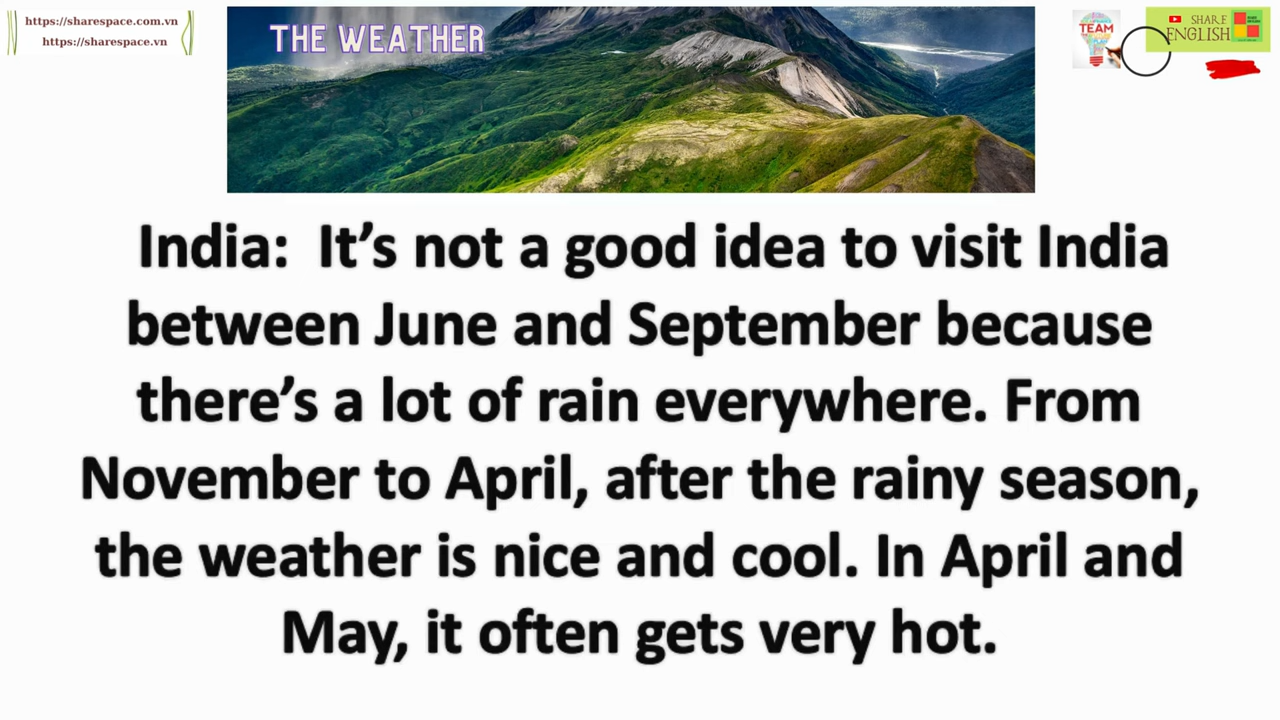 https://sharespace.com.vn
https://sharespace.vn
THE WEATHER
TEAM
SHARE
ENGLISH
India: It’s not a good idea to visit India
between June and September because
there’s a lot of rain everywhere. From
November to April, after the rainy season,
the weather is nice and cool. In April and
May, it often gets very hot.